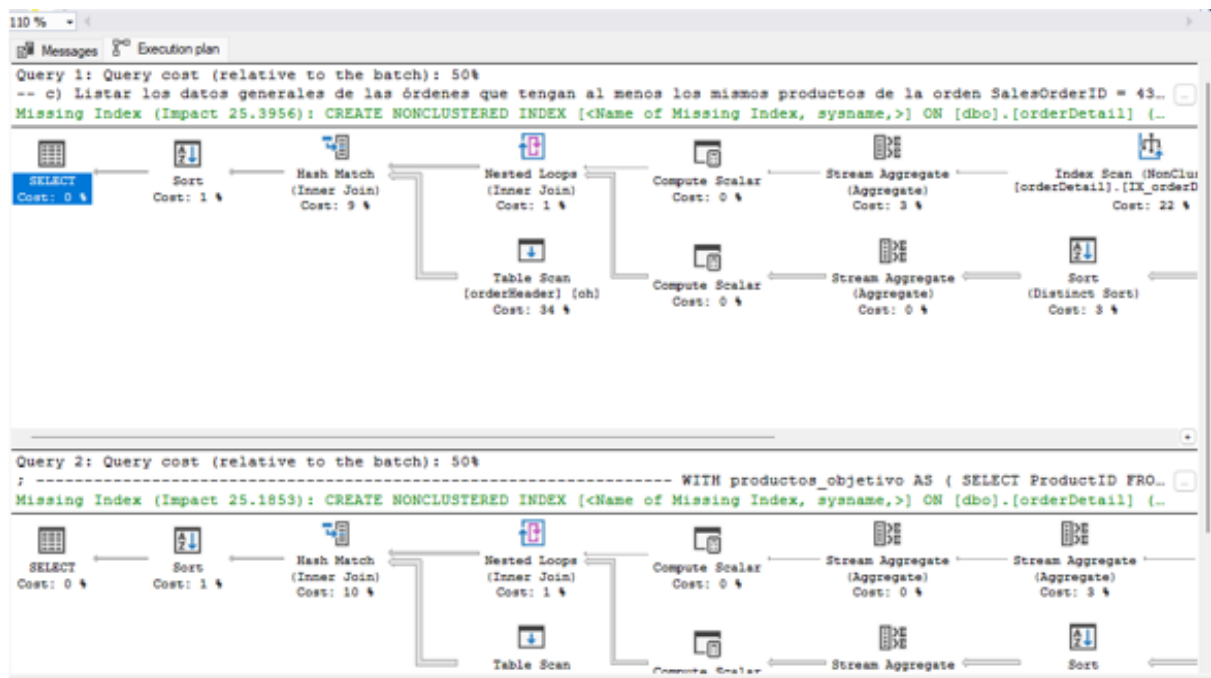 110 %
Messages Execution plan
Query 1: Query cost (relative to the batch): 50%
-- c) Listar los datos generales de las órdenes que tengan al menos los mismos productos de la orden SalesOrderID = 43…
Missing Index (Impact 25.3956): CREATE NONCLUSTERED INDEX [<Name of Missing Index, sysname,>] ON [dbo].[orderDetail] (…
SELECT
Cost: 0 %
Sort
Cost: 1 %
Hash Match
(Inner Join)
Cost: 9 %
Nested Loops
(Inner Join)
Cost: 1 %
Compute Scalar
Cost: 0 %
Stream Aggregate
(Aggregate)
Cost: 3 %
Index Scan (NonClu
[orderDetail].[IX_orderD
Cost: 22 %
Table Scan
[orderHeader] [oh]
Cost: 34 %
Compute Scalar
Cost: 0 %
Stream Aggregate
(Aggregate)
Cost: 0 %
Sort
(Distinct Sort)
Cost: 3 %
Query 2: Query cost (relative to the batch): 50%
; ---------------------------------------------------------------------- WITH productos_objetivo AS ( SELECT ProductID FRO…
Missing Index (Impact 25.1853): CREATE NONCLUSTERED INDEX [<Name of Missing Index, sysname,>] ON [dbo].[orderDetail] (…
SELECT
Cost: 0 %
Sort
Cost: 1 %
Hash Match
(Inner Join)
Cost: 10 %
Nested Loops
(Inner Join)
Cost: 1 %
Compute Scalar
Cost: 0 %
Stream Aggregate
(Aggregate)
Cost: 0 %
Stream Aggregate
(Aggregate)
Cost: 3 %
Table Scan
Compute Scalar
Stream Aggregate
Sort